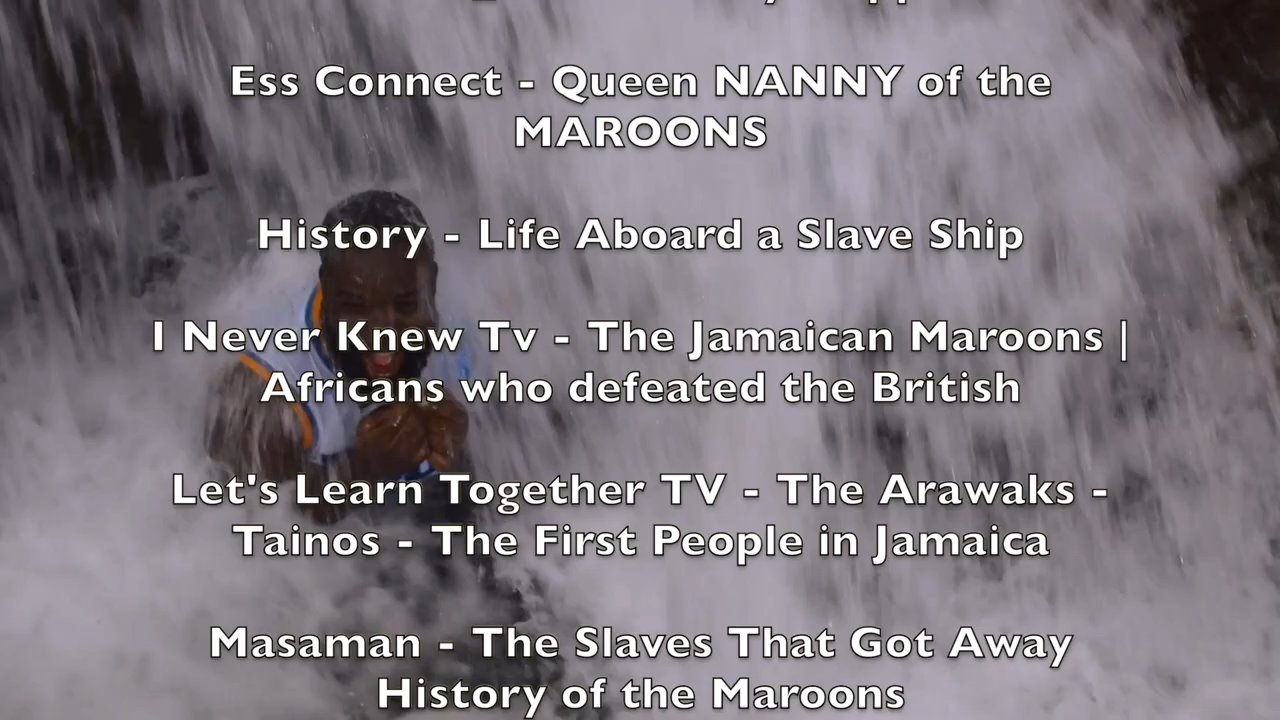 Ess Connect - Queen NANNY of the
MAROONS
History - Life Aboard a Slave Ship
I Never Knew Tv - The Jamaican Maroons |
Africans who defeated the British
Let's Learn Together TV - The Arawaks -
Tainos - The First People in Jamaica
Masaman - The Slaves That Got Away
History of the Maroons